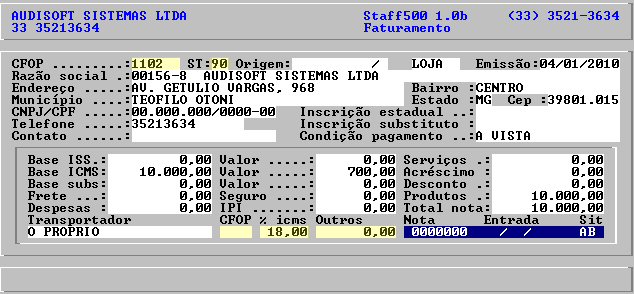 AUDISOFT SISTEMAS LTDA Staff500 1.0b (33) 3521-3634
33 35213634 Faturamento
CFOP .........:1102 ST:90 Origem: / LOJA Emissão:04/01/2010
Razão social .:00156-8 AUDISOFT SISTEMAS LTDA
Endereço .....:AV. GETULIO VARGAS, 968 Bairro :CENTRO
Município ....:TEOFILO OTONI Estado :MG Cep :39801.015
CNPJ/CPF .....:00.000.000/0000-00 Inscrição estadual ..:
Telefone .....:35213634 Inscrição substituto :
Contato ......: Condição pagamento ..:A VISTA
Base ISS.: 0,00 Valor .....: 0,00 Serviços .: 0,00
Base ICMS: 10.000,00 Valor .....: 700,00 Acréscimo : 0,00
Base subs: 0,00 Valor .....: 0,00 Desconto .: 0,00
Frete ...: 0,00 Seguro ....: 0,00 Produtos .: 10.000,00
Despesas : 0,00 IPI .......: 0,00 Total nota: 10.000,00
Transportador CFOP % icms Outros Nota Entrada Sit
O PROPRIO 18,00 0,00 0000000 / / AB